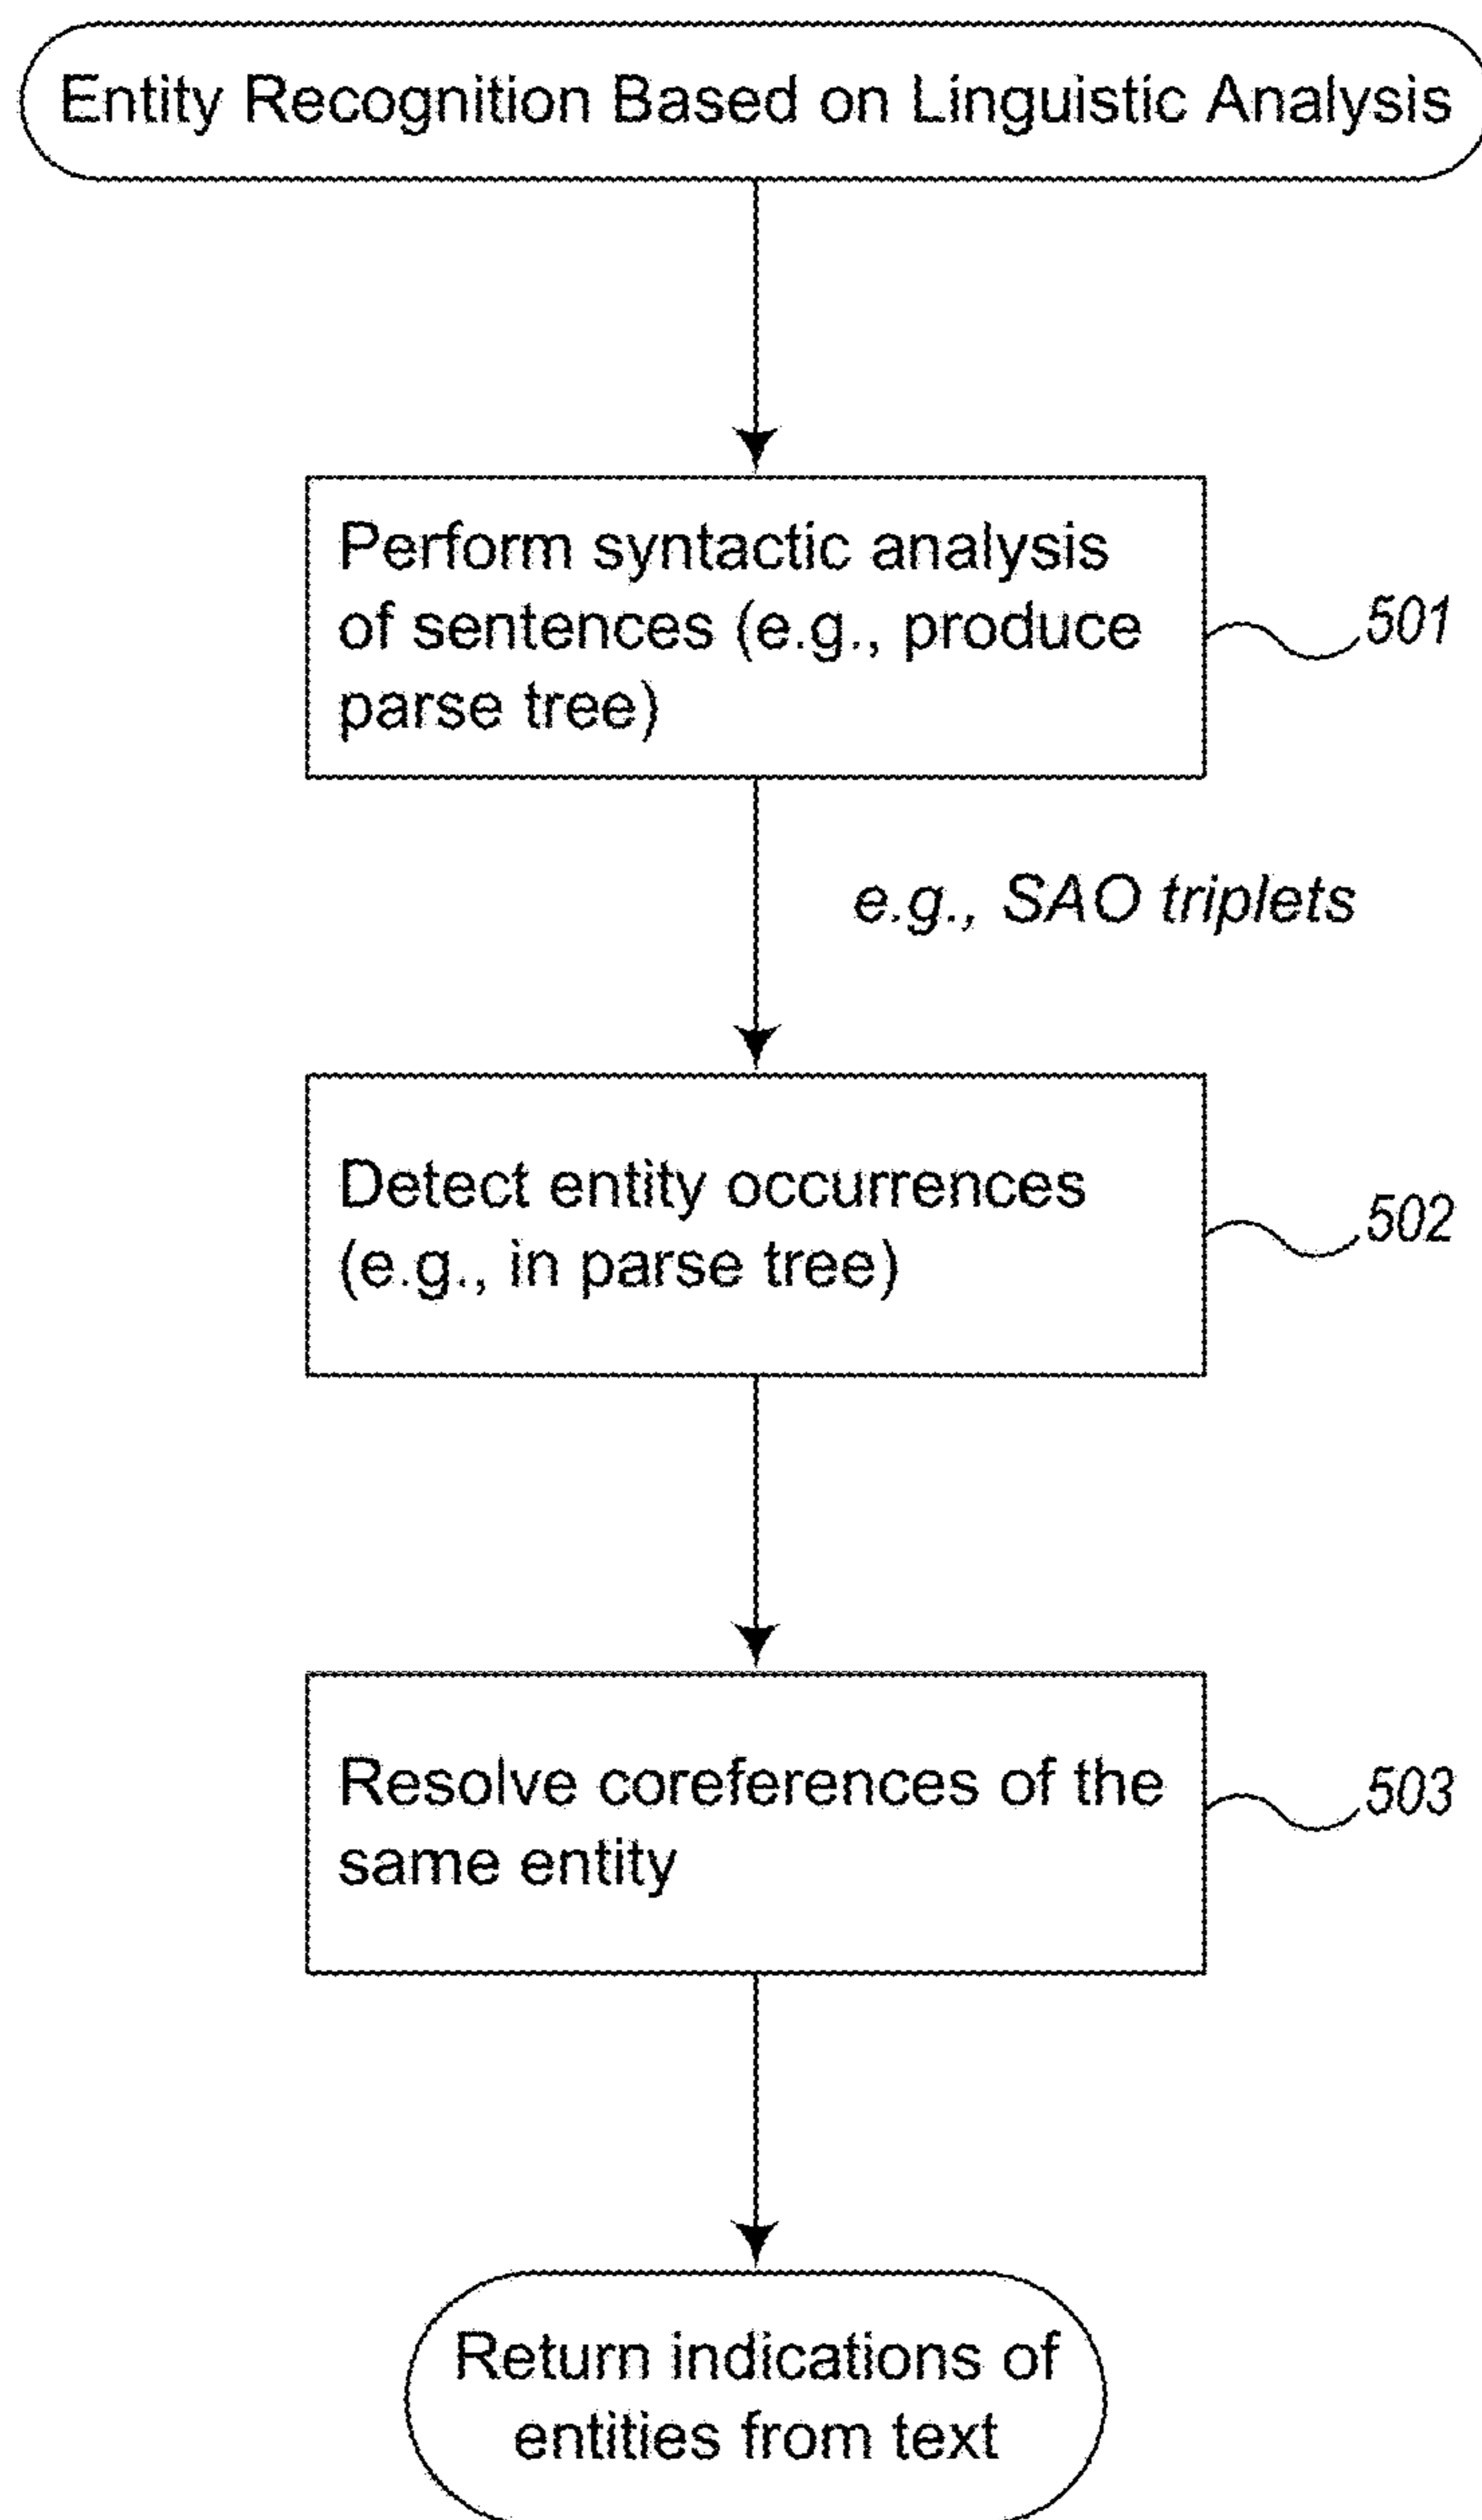 Entity Recognition Based on Linguistic Analysis
Perform syntactic analysis
of sentences (e.g., produce
parse tree)
501
e.g., SAO triplets
Detect entity occurrences
(e.g., in parse tree)
502
Resolve coreferences of the
same entity
503
Return indications of
entities from text